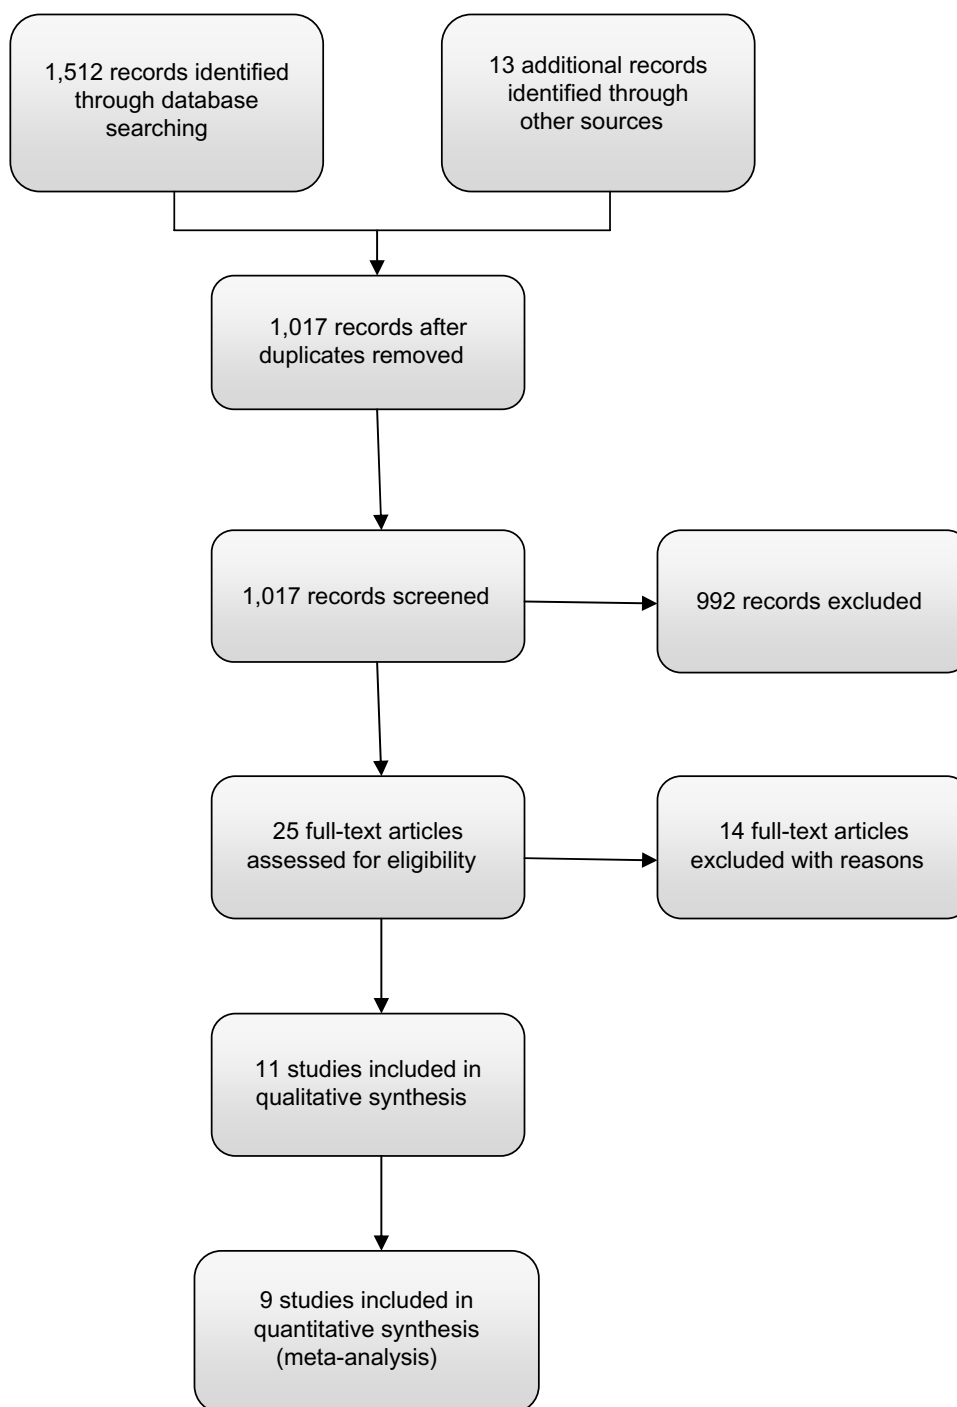 1,512 records identified
through database
searching
13 additional records
identified through
other sources
1,017 records after
duplicates removed
1,017 records screened
992 records excluded
25 full-text articles
assessed for eligibility
14 full-text articles
excluded with reasons
11 studies included in
qualitative synthesis
9 studies included in
quantitative synthesis
(meta-analysis)